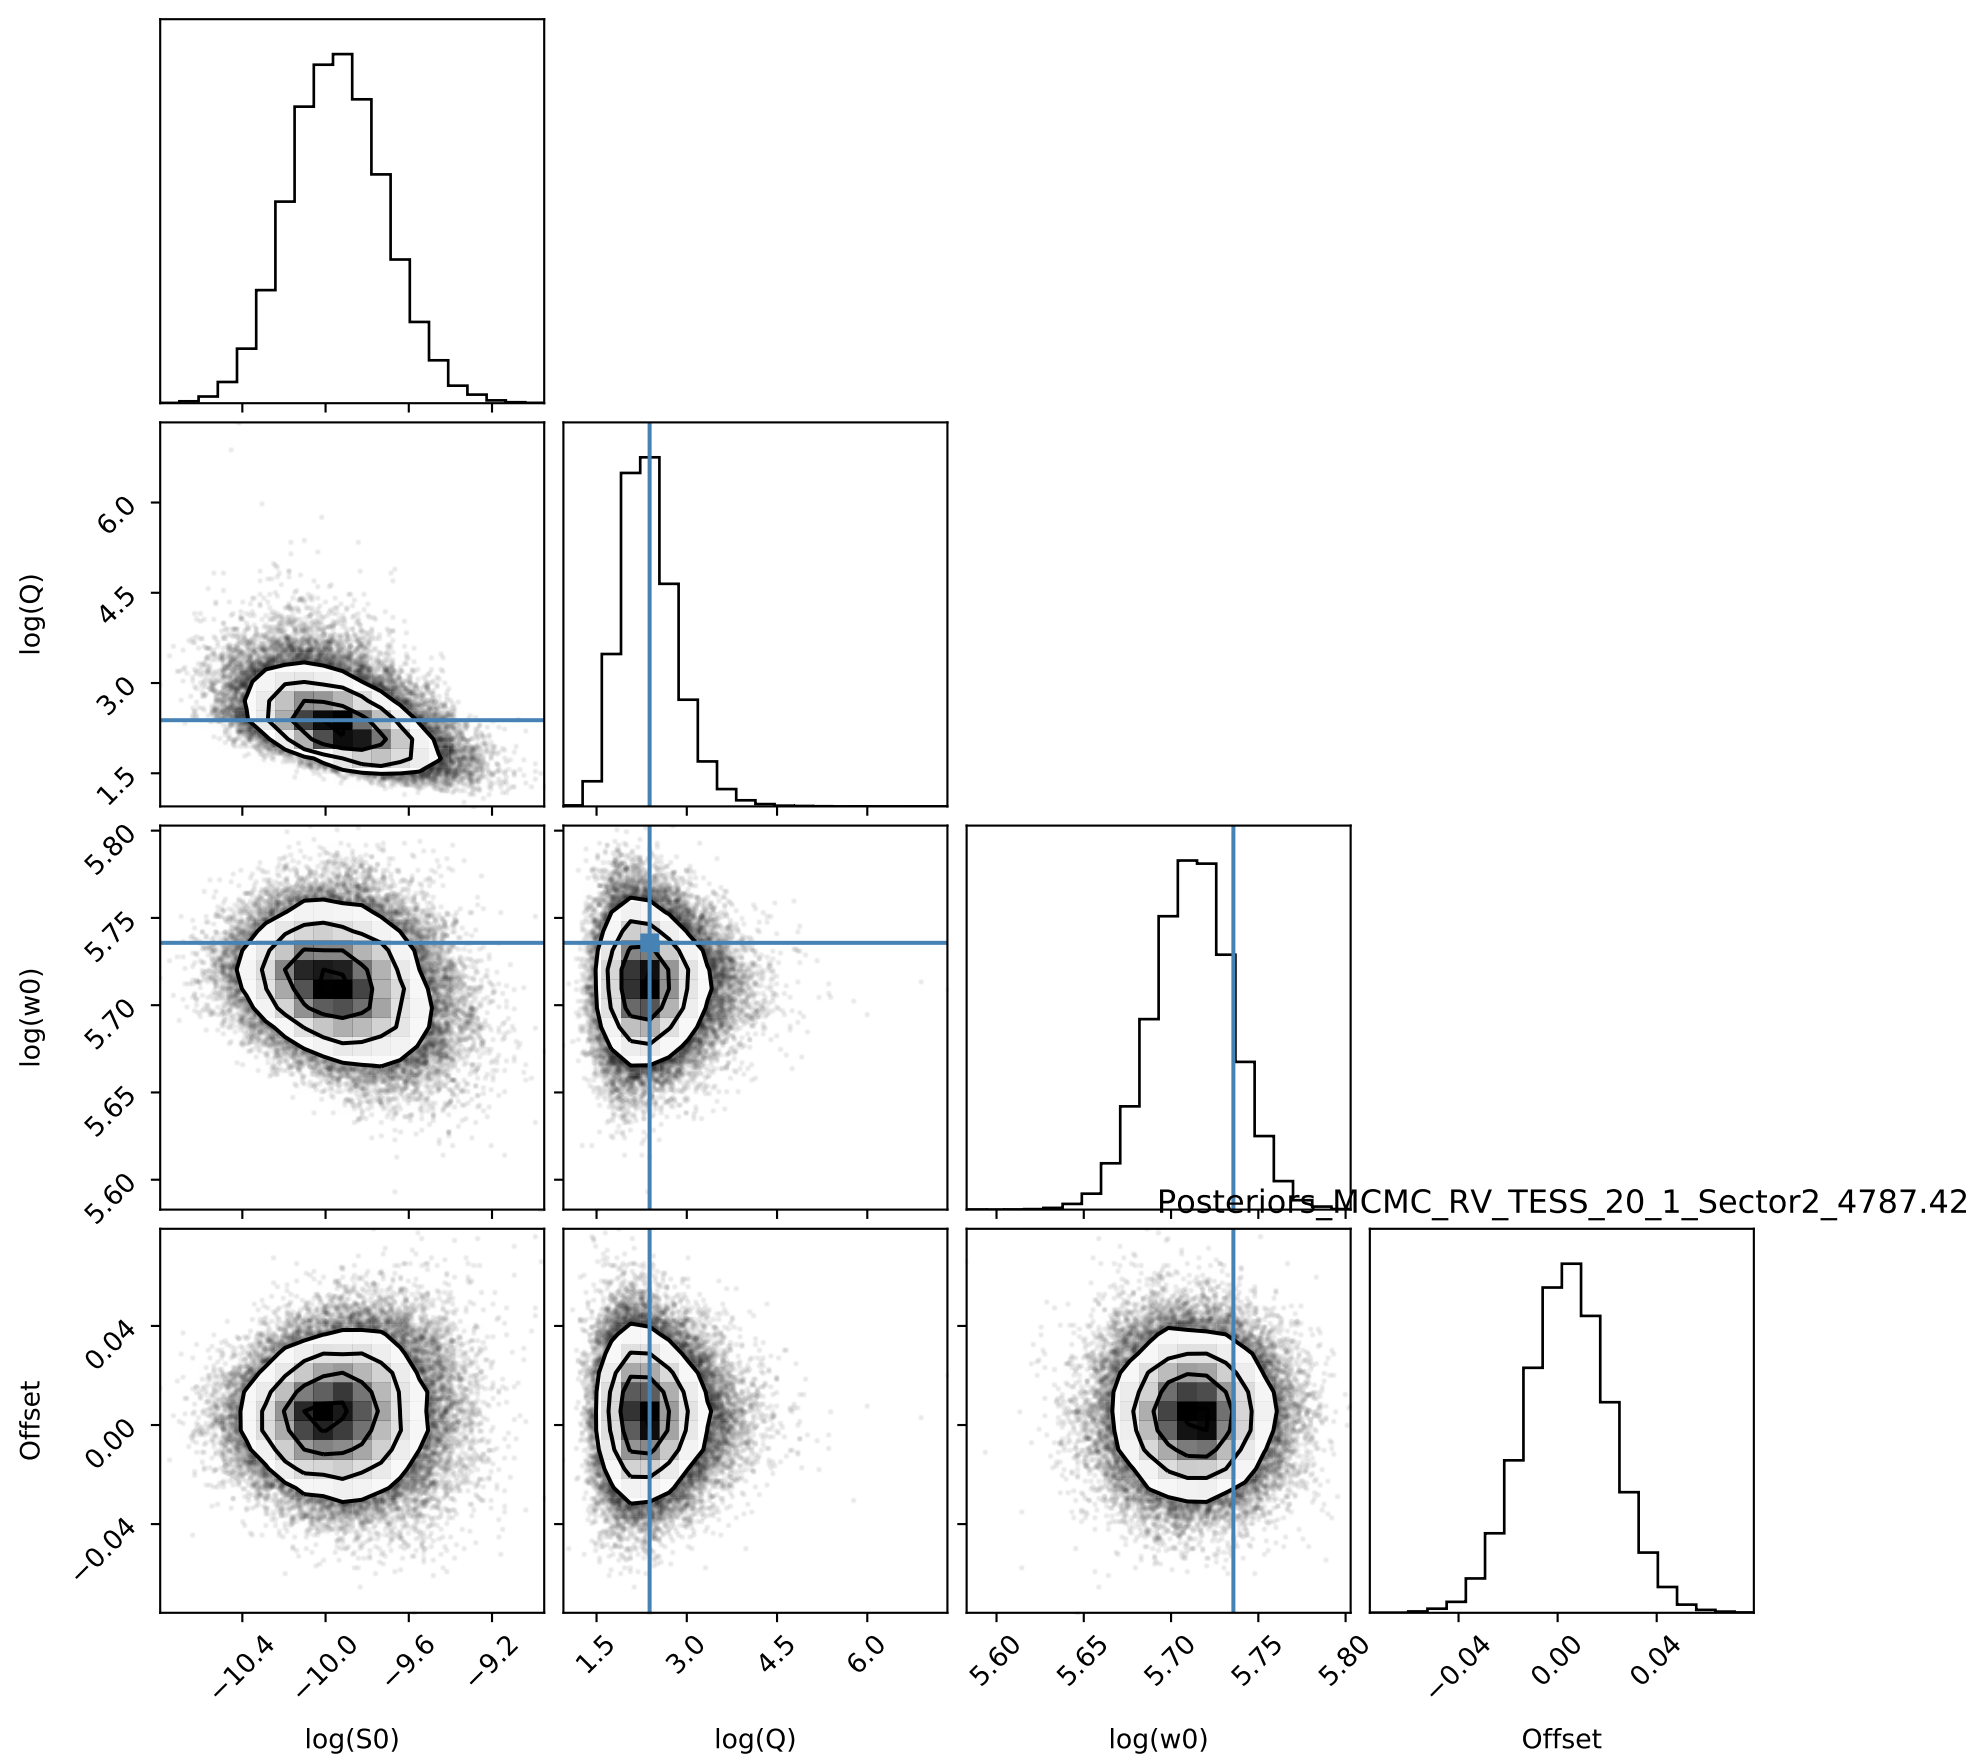 log(Q)
6.0
4.5
3.0
1.5
log(w0)
5.80
5.75
5.70
5.65
5.60
Posteriors_MCMC_RV_TESS_20_1_Sector2_4787.42
Offset
0.04
0.00
−0.04
−10.4 −10.0 −9.6 −9.2
1.5 3.0 4.5 6.0
5.60 5.65 5.70 5.75 5.80
−0.04 0.00 0.04
log(S0) log(Q) log(w0) Offset